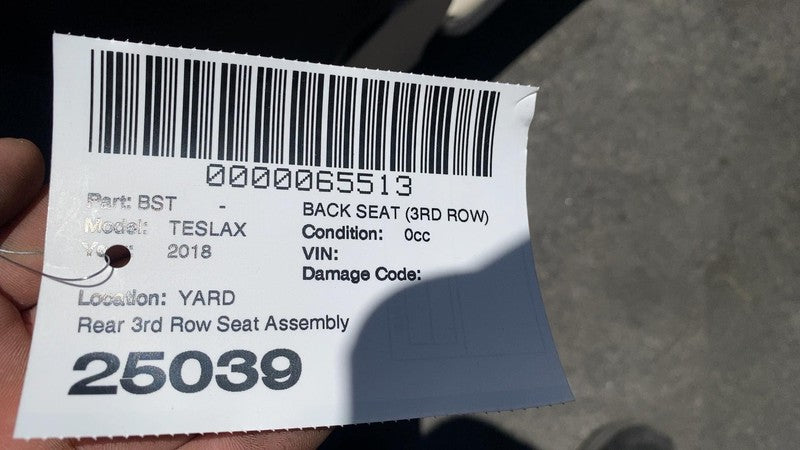 0000065513
Part: BST - BACK SEAT (3RD ROW)
Model: TESLAX Condition: 0cc
Year: 2018 VIN:
Damage Code:
Location: YARD
Rear 3rd Row Seat Assembly
25039